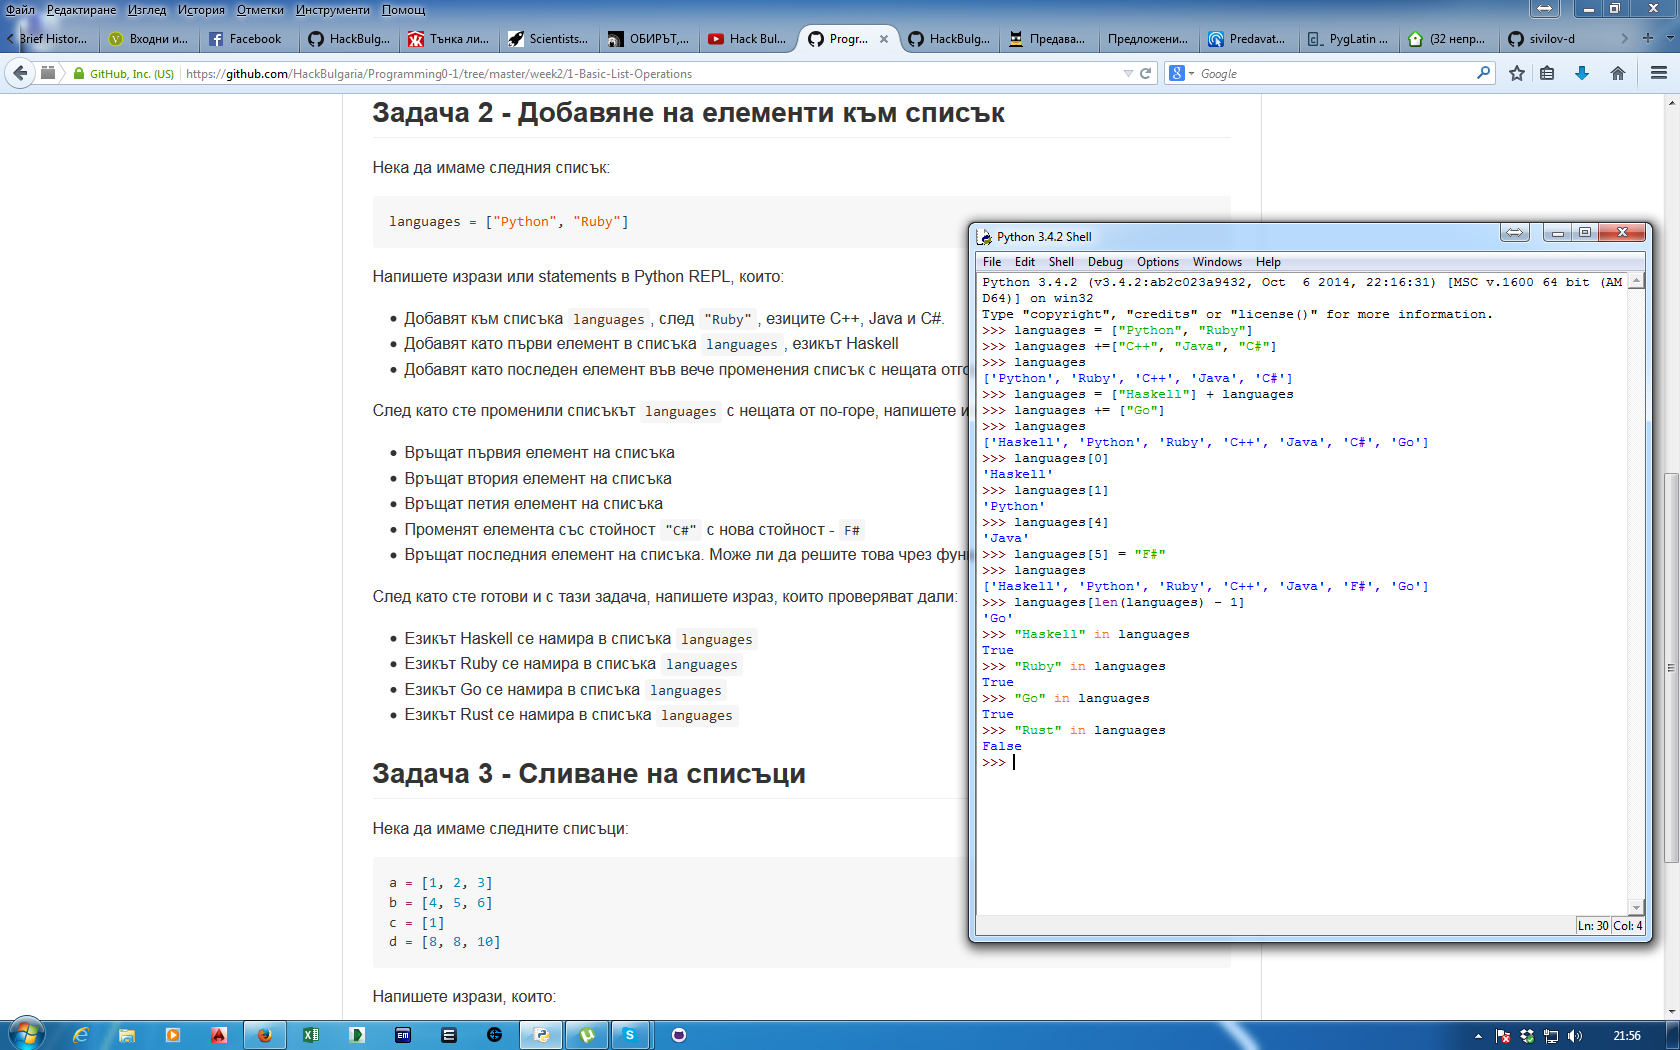 Файл Редактиране Изглед История Отметки Инструменти Помощ
Brief Histor... Входни и... Facebook HackBulg... Тънка ли... Scientists... ОБИРЪТ,... Hack Bul... Progr... HackBulg... Предава... Предложени... Predavat... PygLatin ... (32 непр... sivilov-d
GitHub, Inc. (US) https://github.com/HackBulgaria/Programming0-1/tree/master/week2/1-Basic-List-Operations Google
Задача 2 - Добавяне на елементи към списък
Нека да имаме следния списък:
languages = ["Python", "Ruby"]
Напишете изрази или statements в Python REPL, които:
Добавят към списъка languages, след "Ruby", езиците C++, Java и C#.
Добавят като първи елемент в списъка languages, езикът Haskell
Добавят като последен елемент във вече променения списък с нещата отго
След като сте променили списъкът languages с нещата от по-горе, напишете и
Връщат първия елемент на списъка
Връщат втория елемент на списъка
Връщат петия елемент на списъка
Променят елемента със стойност "C#" с нова стойност - F#
Връщат последния елемент на списъка. Може ли да решите това чрез фун
След като сте готови и с тази задача, напишете израз, които проверяват дали:
Езикът Haskell се намира в списъка languages
Езикът Ruby се намира в списъка languages
Езикът Go се намира в списъка languages
Езикът Rust се намира в списъка languages
Задача 3 - Сливане на списъци
Нека да имаме следните списъци:
a = [1, 2, 3]
b = [4, 5, 6]
c = [1]
d = [8, 8, 10]
Напишете изрази, които:
Python 3.4.2 Shell
File Edit Shell Debug Options Windows Help
Python 3.4.2 (v3.4.2:ab2c023a9432, Oct  6 2014, 22:16:31) [MSC v.1600 64 bit (AM
D64)] on win32
Type "copyright", "credits" or "license()" for more information.
>>> languages = ["Python", "Ruby"]
>>> languages +=["C++", "Java", "C#"]
>>> languages
['Python', 'Ruby', 'C++', 'Java', 'C#']
>>> languages = ["Haskell"] + languages
>>> languages += ["Go"]
>>> languages
['Haskell', 'Python', 'Ruby', 'C++', 'Java', 'C#', 'Go']
>>> languages[0]
'Haskell'
>>> languages[1]
'Python'
>>> languages[4]
'Java'
>>> languages[5] = "F#"
>>> languages
['Haskell', 'Python', 'Ruby', 'C++', 'Java', 'F#', 'Go']
>>> languages[len(languages) - 1]
'Go'
>>> "Haskell" in languages
True
>>> "Ruby" in languages
True
>>> "Go" in languages
True
>>> "Rust" in languages
False
>>>
Ln: 30 Col: 4
21:56